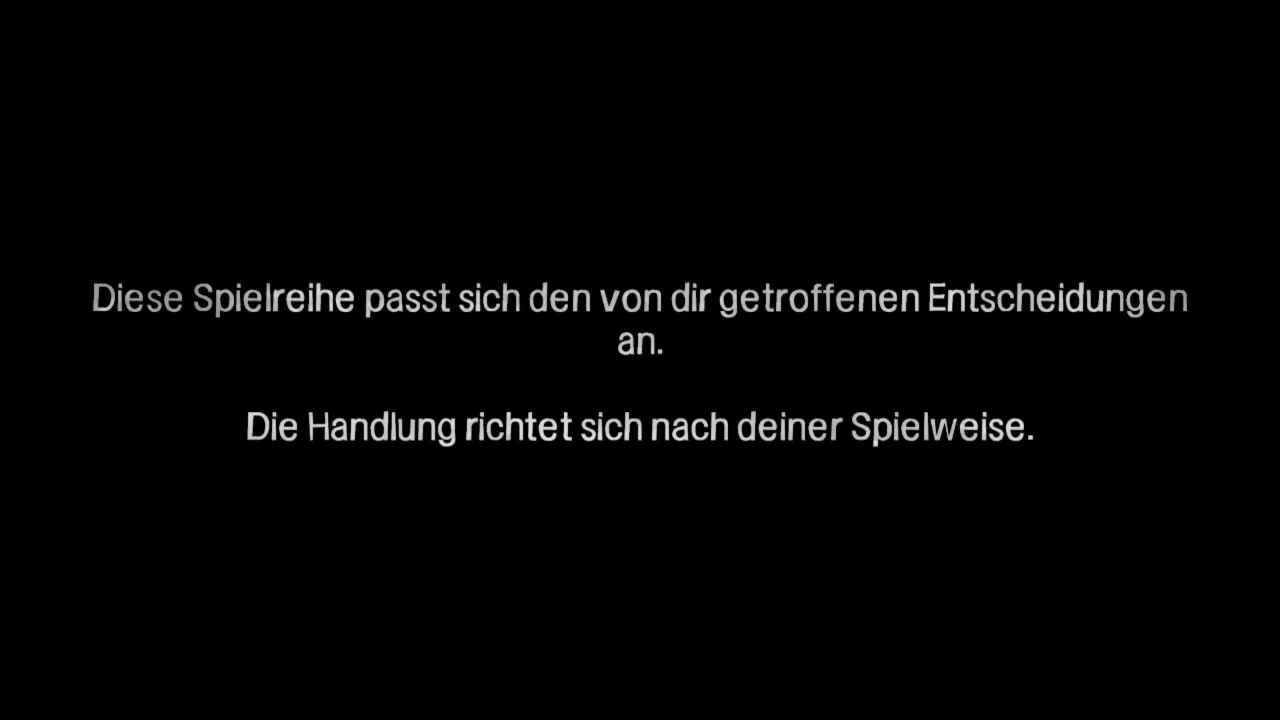 Diese Spielreihe passt sich den von dir getroffenen Entscheidungen
an.
Die Handlung richtet sich nach deiner Spielweise.